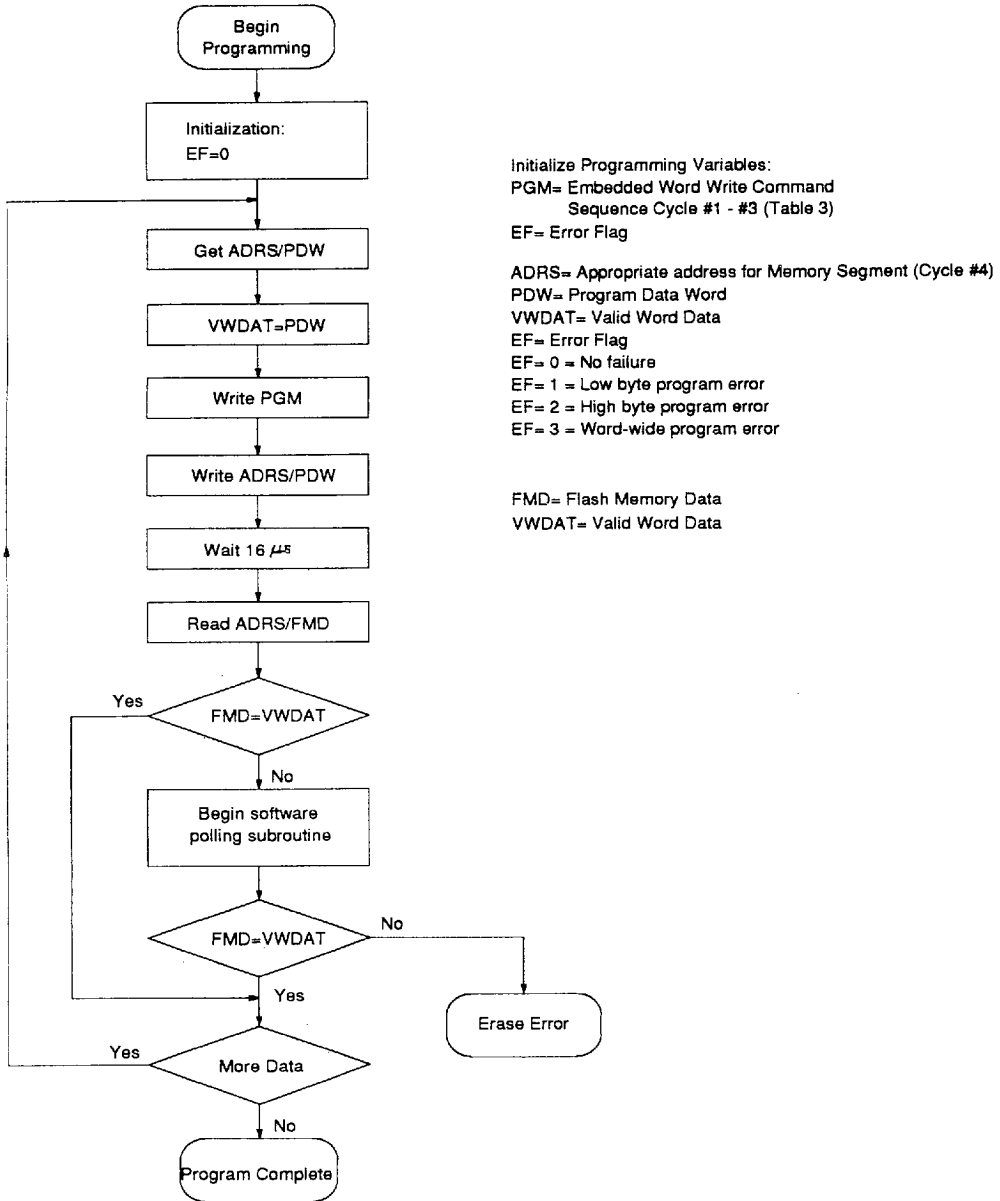 Begin
Programming
Initialization:
EF=0
Get ADRS/PDW
VWDAT=PDW
Write PGM
Write ADRS/PDW
Wait 16 μs
Read ADRS/FMD
Yes
FMD=VWDAT
No
Begin software
polling subroutine
FMD=VWDAT
No
Yes
Erase Error
Yes
More Data
No
Program Complete
Initialize Programming Variables:
PGM= Embedded Word Write Command
Sequence Cycle #1 - #3 (Table 3)
EF= Error Flag
ADRS= Appropriate address for Memory Segment (Cycle #4)
PDW= Program Data Word
VWDAT= Valid Word Data
EF= Error Flag
EF= 0 = No failure
EF= 1 = Low byte program error
EF= 2 = High byte program error
EF= 3 = Word-wide program error
FMD= Flash Memory Data
VWDAT= Valid Word Data